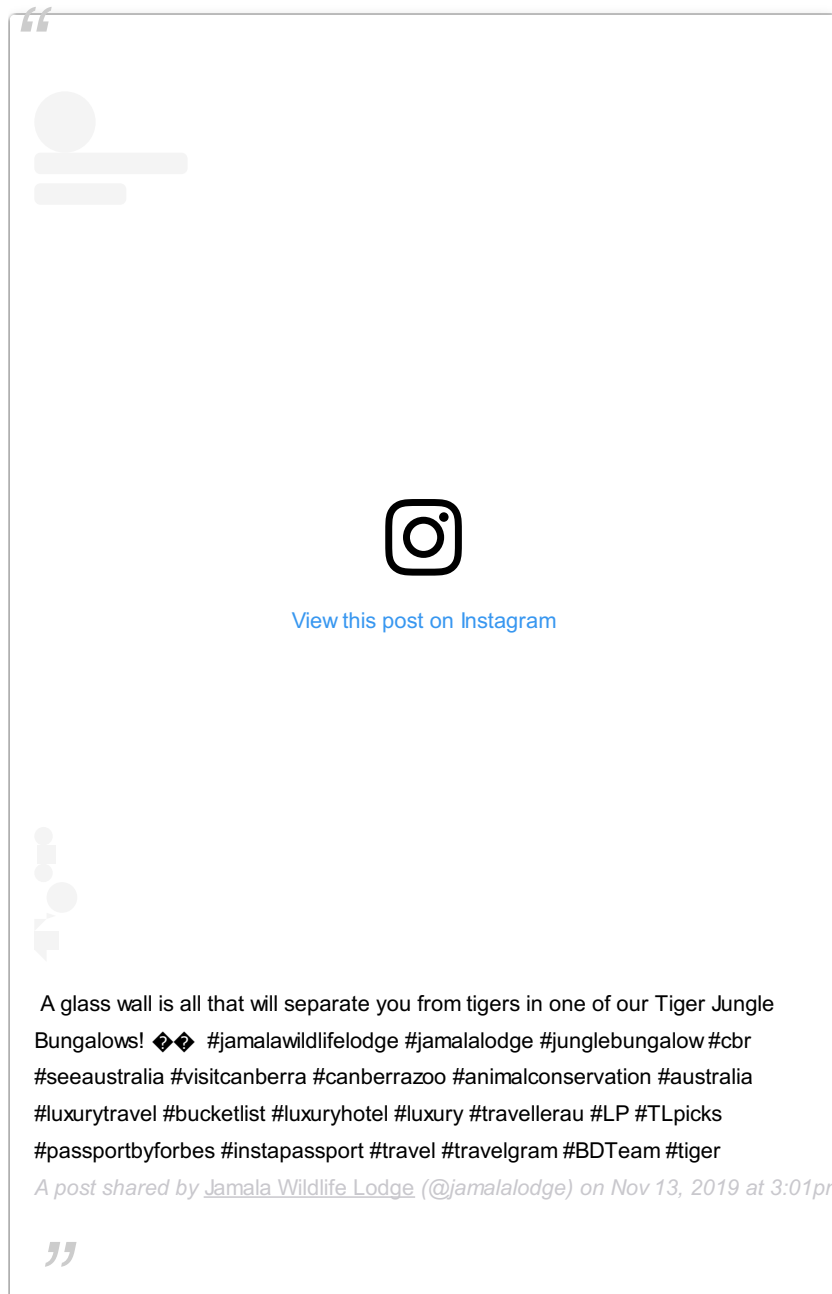 “
View this post on Instagram
A glass wall is all that will separate you from tigers in one of our Tiger Jungle
Bungalows! �� #jamalawildlifelodge #jamalalodge #junglebungalow #cbr
#seeaustralia #visitcanberra #canberrazoo #animalconservation #australia
#luxurytravel #bucketlist #luxuryhotel #luxury #travellerau #LP #TLpicks
#passportbyforbes #instapassport #travel #travelgram #BDTeam #tiger
A post shared by Jamala Wildlife Lodge (@jamalalodge) on Nov 13, 2019 at 3:01p
”